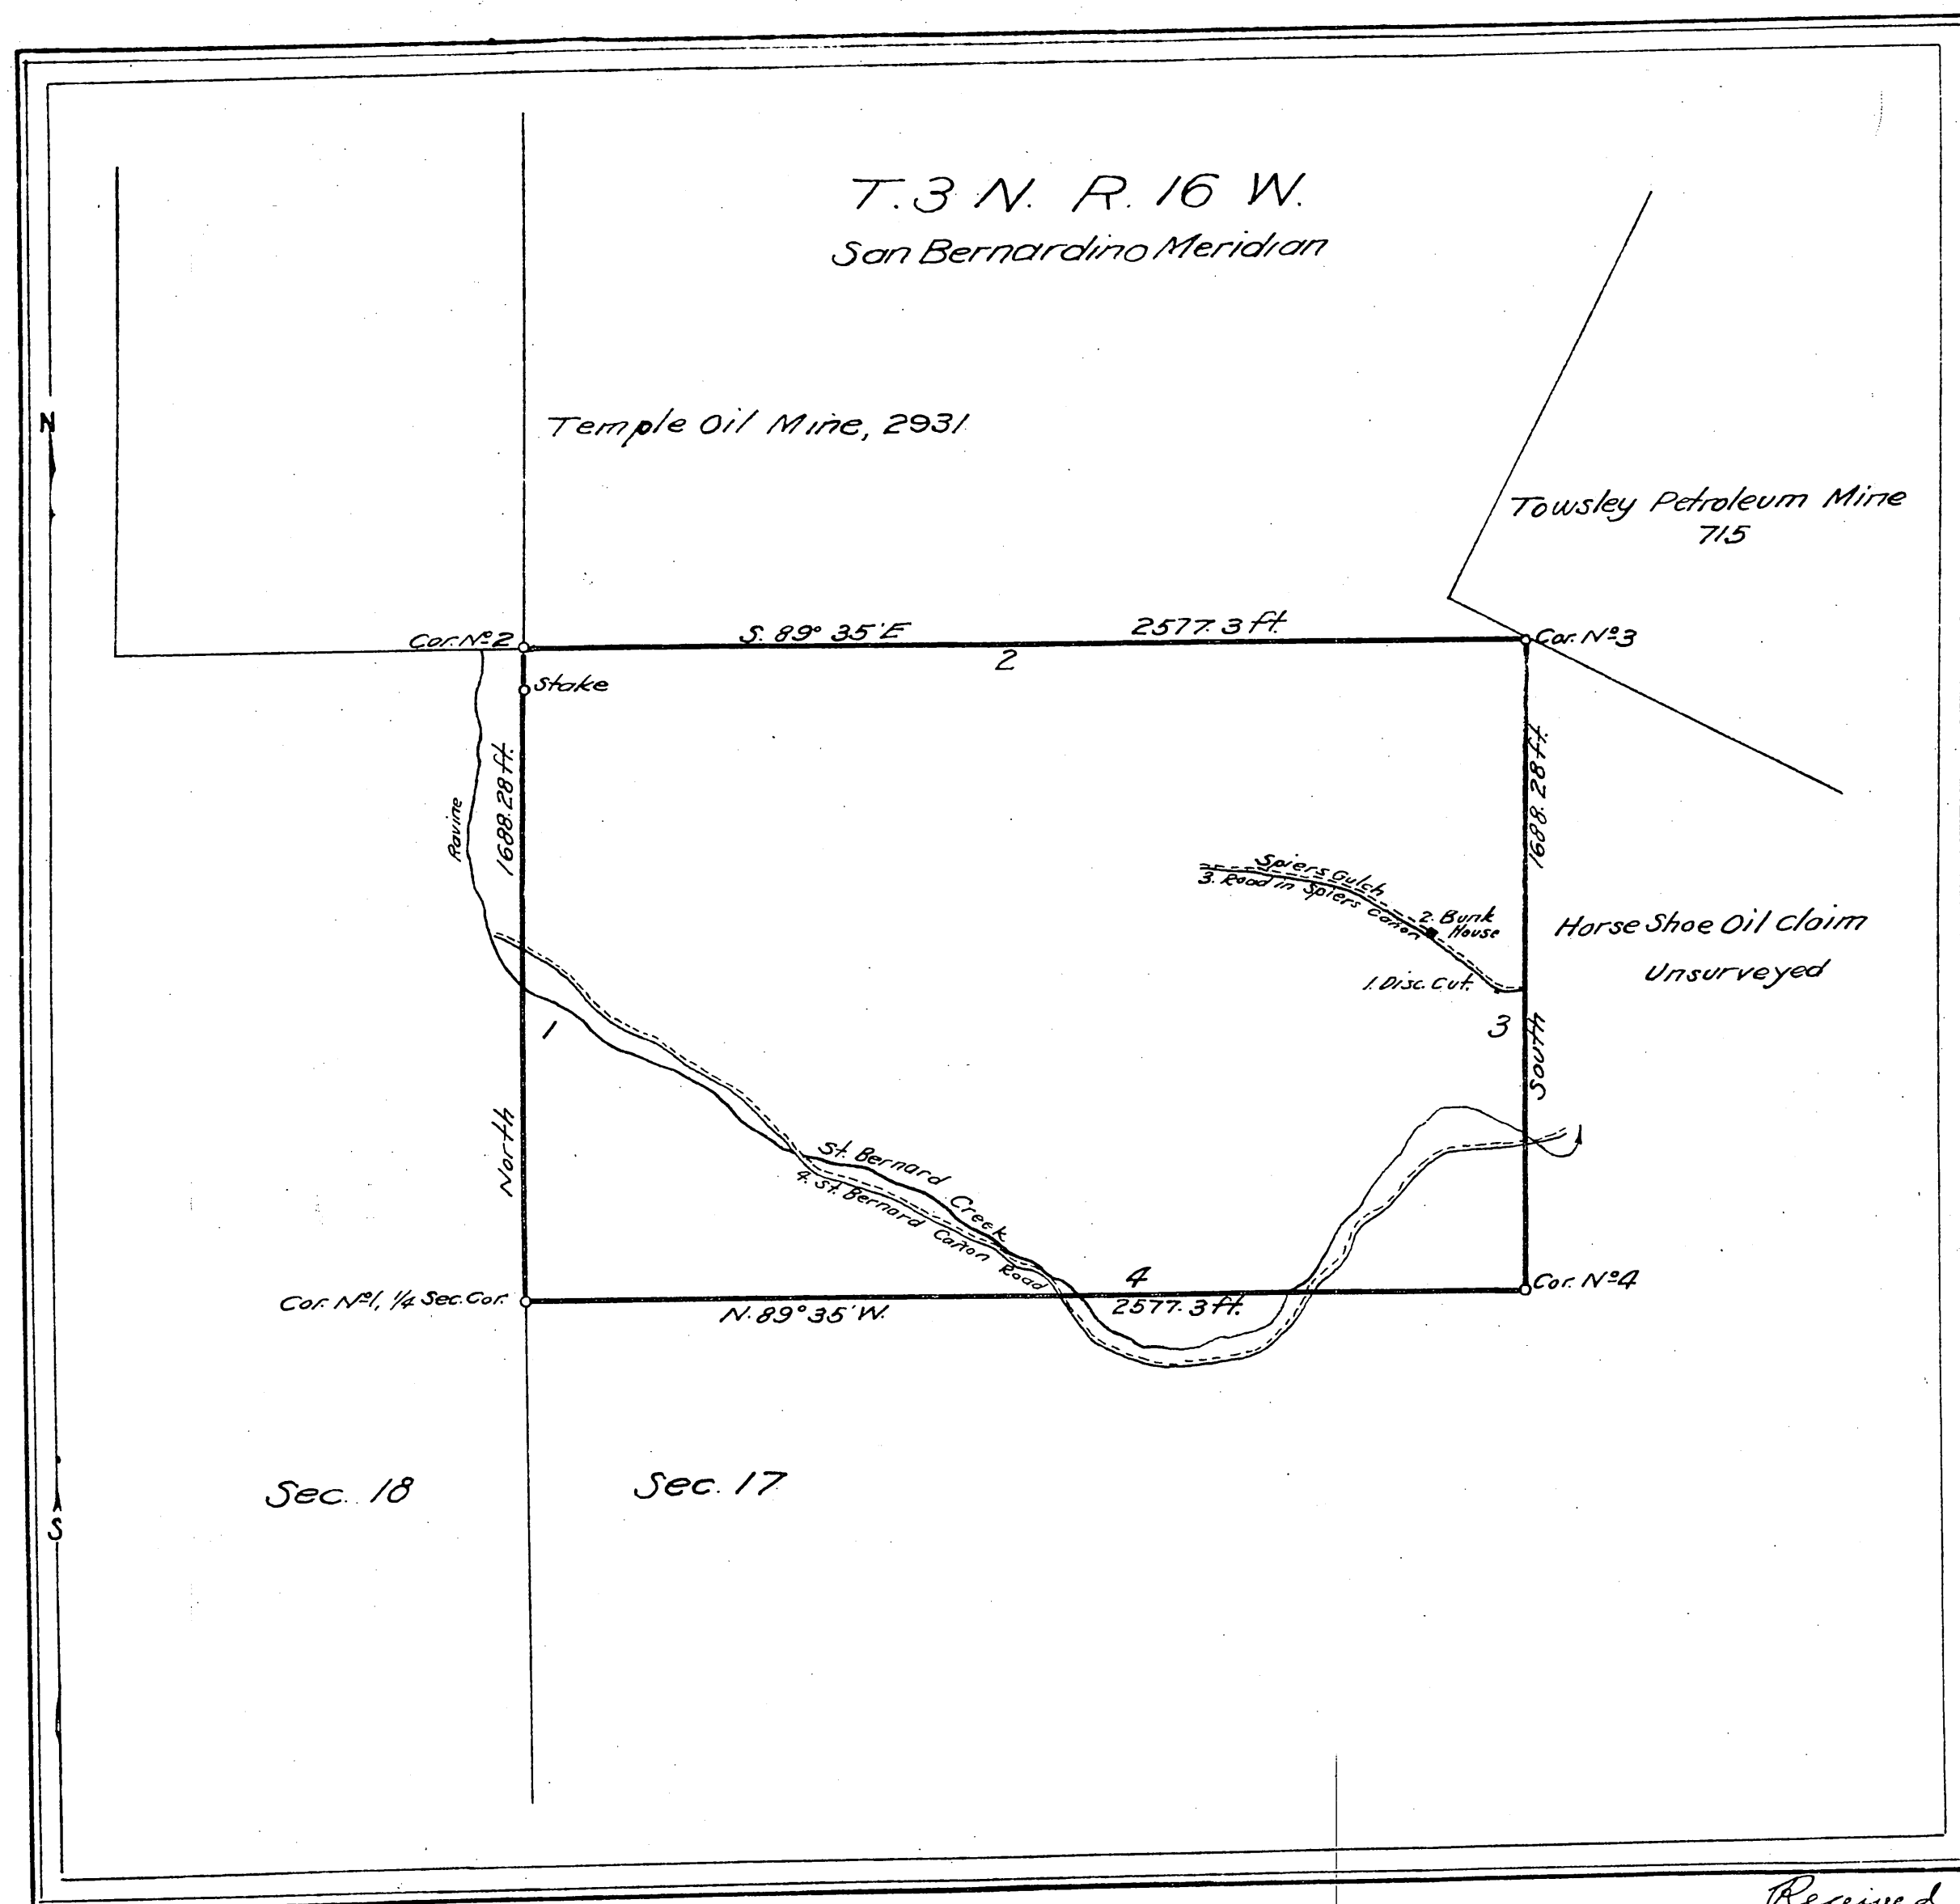 T. 3 N. R. 16 W.
San Bernardino Meridian
N
Temple Oil Mine, 2931
Towsley Petroleum Mine
715
Cor. Nº 2
S. 89° 35' E
2577.3 ft.
Cor. Nº 3
2
Stake
1688.28 ft.
1688.28 ft.
Ravine
Spiers Gulch
3. Road in Spiers Cañon
2. Bunk
House
Horse Shoe Oil Claim
Unsurveyed
1. Disc. Cut.
1
3
South
North
St. Bernard Creek
4. St. Bernard Cañon Road
4
Cor. Nº 1, 1/4 Sec. Cor.
Cor. Nº 4
N. 89° 35' W.
2577.3 ft.
Sec. 18
Sec. 17
S
Received